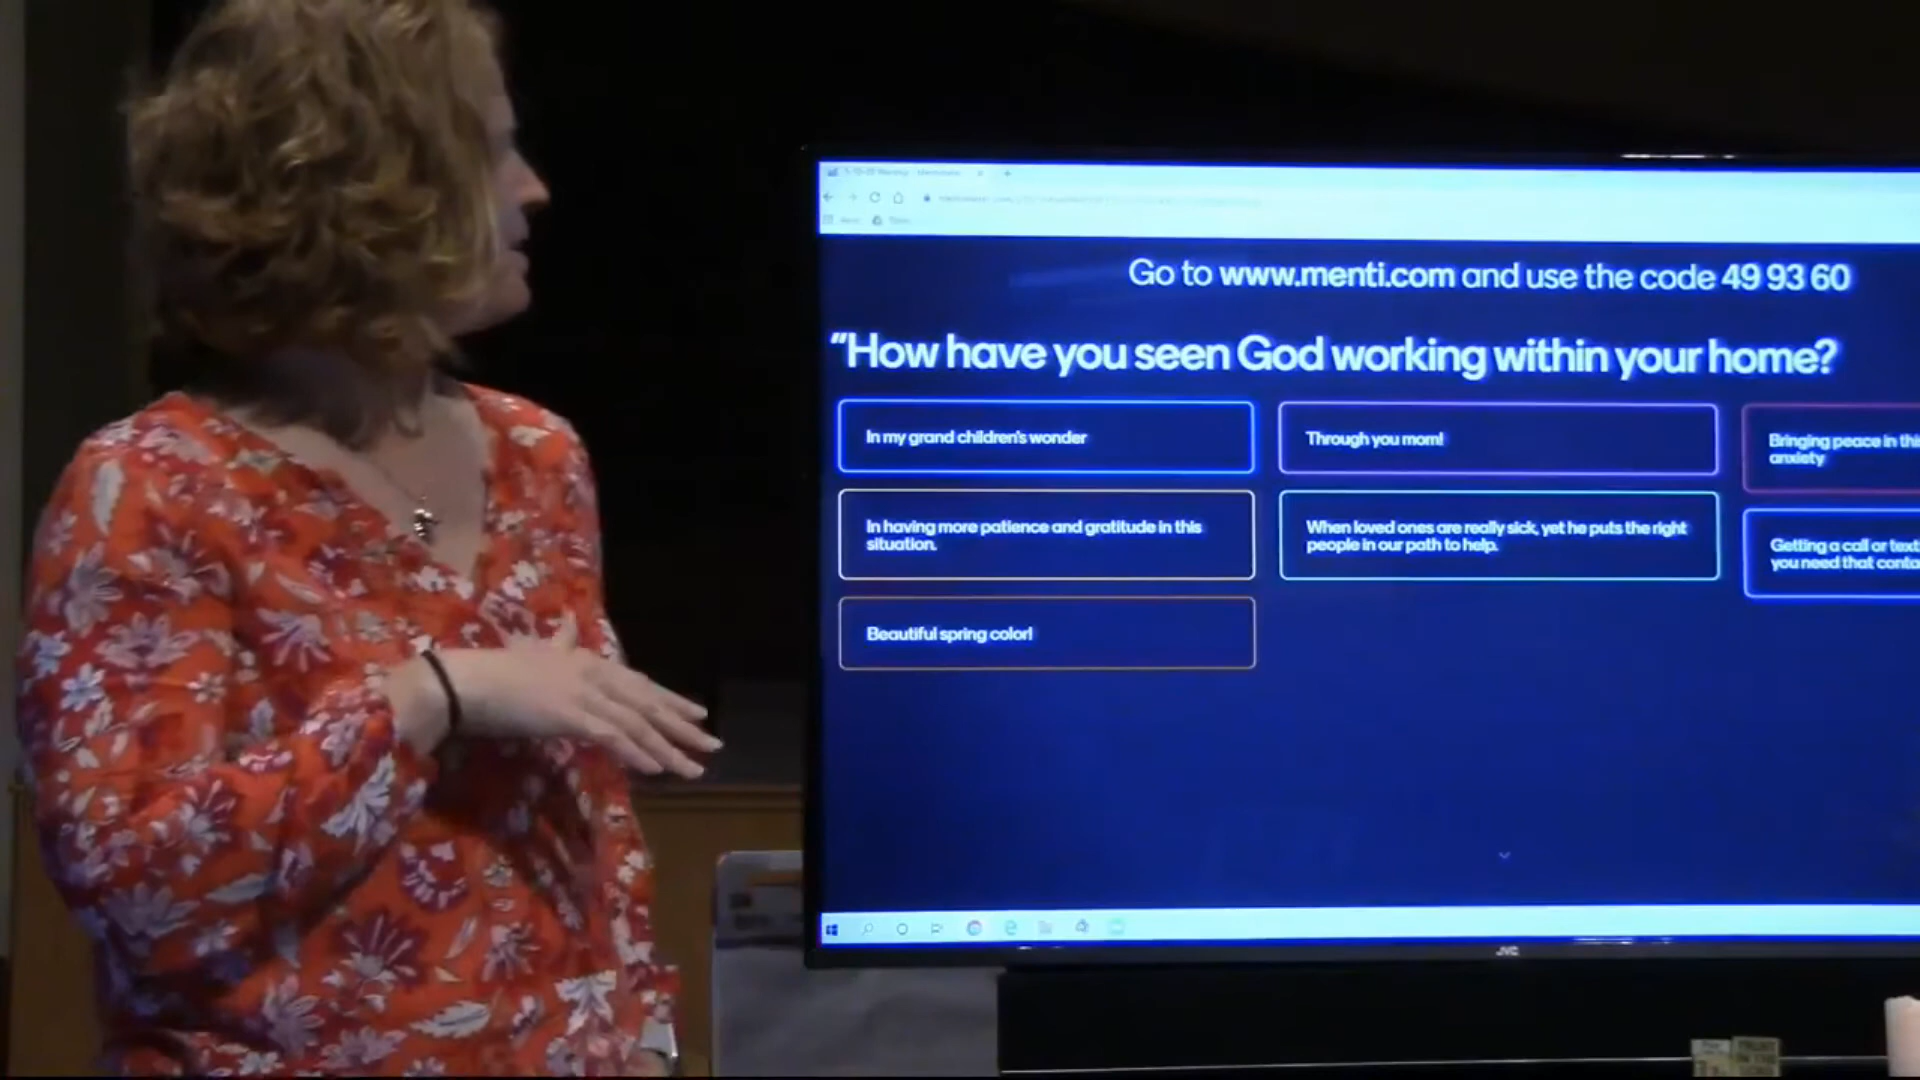 Go to www.menti.com and use the code 49 93 60
"How have you seen God working within your home?
In my grand children's wonder
Through you mom!
Bringing peace in this
anxiety
In having more patience and gratitude in this
situation.
When loved ones are really sick, yet he puts the right
people in our path to help.
Getting a call or text
you need that
Beautiful spring color!
JVC